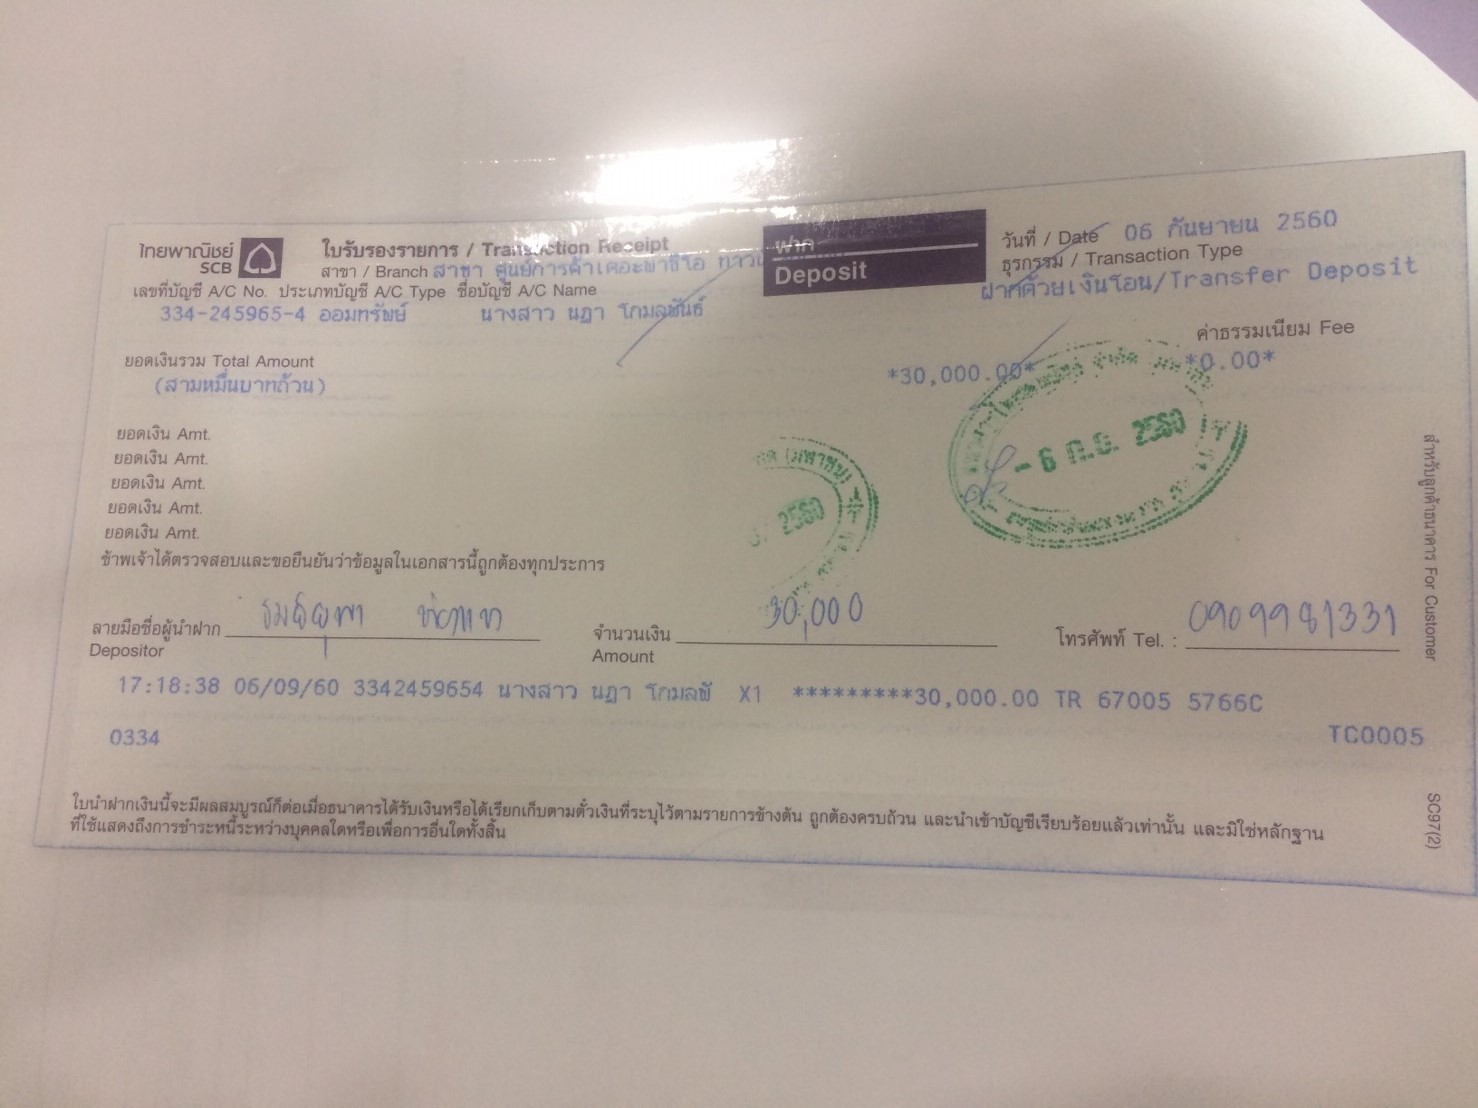 ไทยพาณิชย์
SCB
ใบรับรองรายการ / Transaction Receipt
สาขา / Branch สาขา ศูนย์การค้าเดอะพาซิโอ ทาวน์
ฝาก
Deposit
วันที่ / Date 06 กันยายน 2560
ธุรกรรม / Transaction Type
ฝากด้วยเงินโอน/Transfer Deposit
เลขที่บัญชี A/C No. ประเภทบัญชี A/C Type ชื่อบัญชี A/C Name
334-245965-4 ออมทรัพย์ นางสาว นฎา โกมลพันธ์
ค่าธรรมเนียม Fee
ยอดเงินรวม Total Amount *30,000.00* *0.00*
(สามหมื่นบาทถ้วน)
ยอดเงิน Amt.
ยอดเงิน Amt.
ยอดเงิน Amt.
ยอดเงิน Amt.
ยอดเงิน Amt.
(มหาชน)
2560
- 6 ก.ย. 2560
ข้าพเจ้าได้ตรวจสอบและขอยืนยันว่าข้อมูลในเอกสารนี้ถูกต้องทุกประการ
ลายมือชื่อผู้นำฝาก จำนวนเงิน 30,000 โทรศัพท์ Tel. : 0909981331
Depositor Amount
17:18:38 06/09/60 3342459654 นางสาว นฎา โกมลพั X1 *********30,000.00 TR 67005 5766C
0334 TC0005
ใบนำฝากเงินนี้จะมีผลสมบูรณ์ก็ต่อเมื่อธนาคารได้รับเงินหรือได้เรียกเก็บตามตั๋วเงินที่ระบุไว้ตามรายการข้างต้น ถูกต้องครบถ้วน และนำเข้าบัญชีเรียบร้อยแล้วเท่านั้น และมิใช่หลักฐาน
ที่ใช้แสดงถึงการชำระหนี้ระหว่างบุคคลใดหรือเพื่อการอื่นใดทั้งสิ้น
สำหรับลูกค้าธนาคาร For Customer
SC97(2)